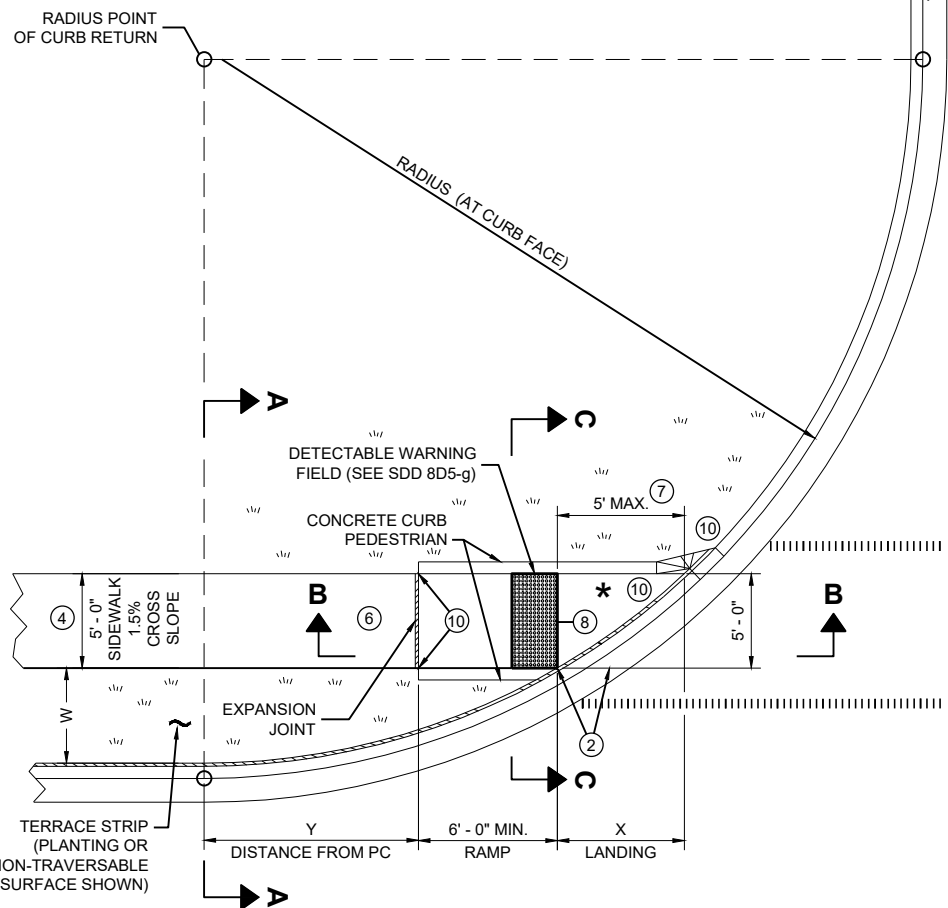 RADIUS POINT
OF CURB RETURN
RADIUS (AT CURB FACE)
A
C
DETECTABLE WARNING
FIELD (SEE SDD 8D5-g)
5' MAX.
7
CONCRETE CURB
PEDESTRIAN
10
B
4
5' - 0"
SIDEWALK
1.5%
CROSS
SLOPE
6
10
8
*
10
5' - 0"
B
W
EXPANSION
JOINT
2
C
TERRACE STRIP
(PLANTING OR
NON-TRAVERSABLE
SURFACE SHOWN)
Y
DISTANCE FROM PC
6' - 0" MIN.
RAMP
X
LANDING
A